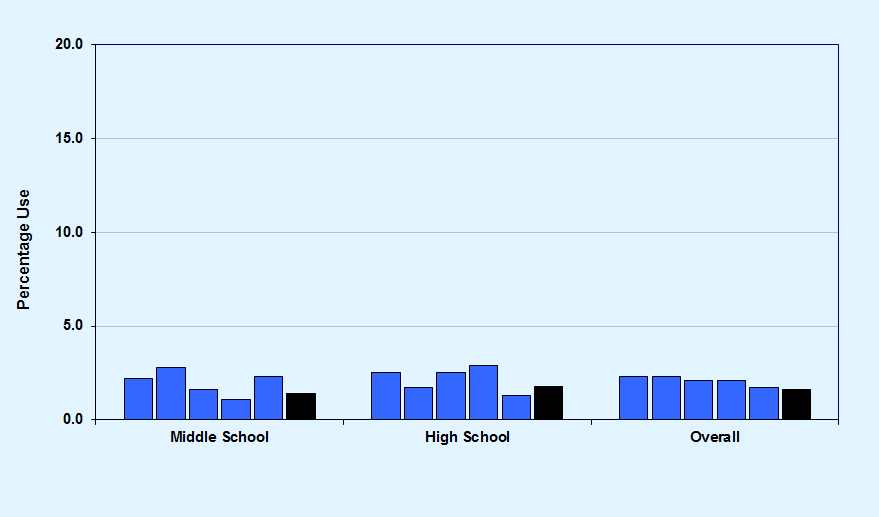 20.0
15.0
10.0
5.0
0.0
Percentage Use
Middle School
High School
Overall